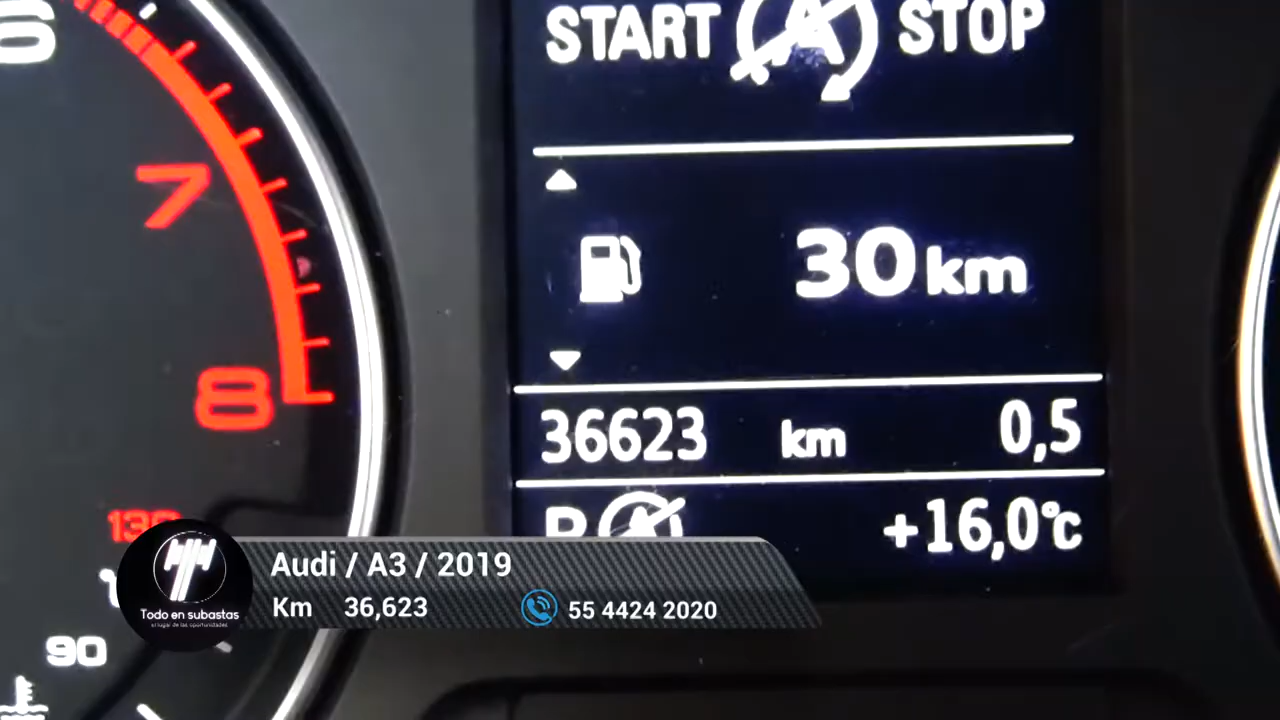 START A STOP
6
7
30 km
8
36623 km 0,5
P A +16,0°C
130
Audi / A3 / 2019
Km 36,623
55 4424 2020
Todo en subastas
el lugar de las oportunidades
90